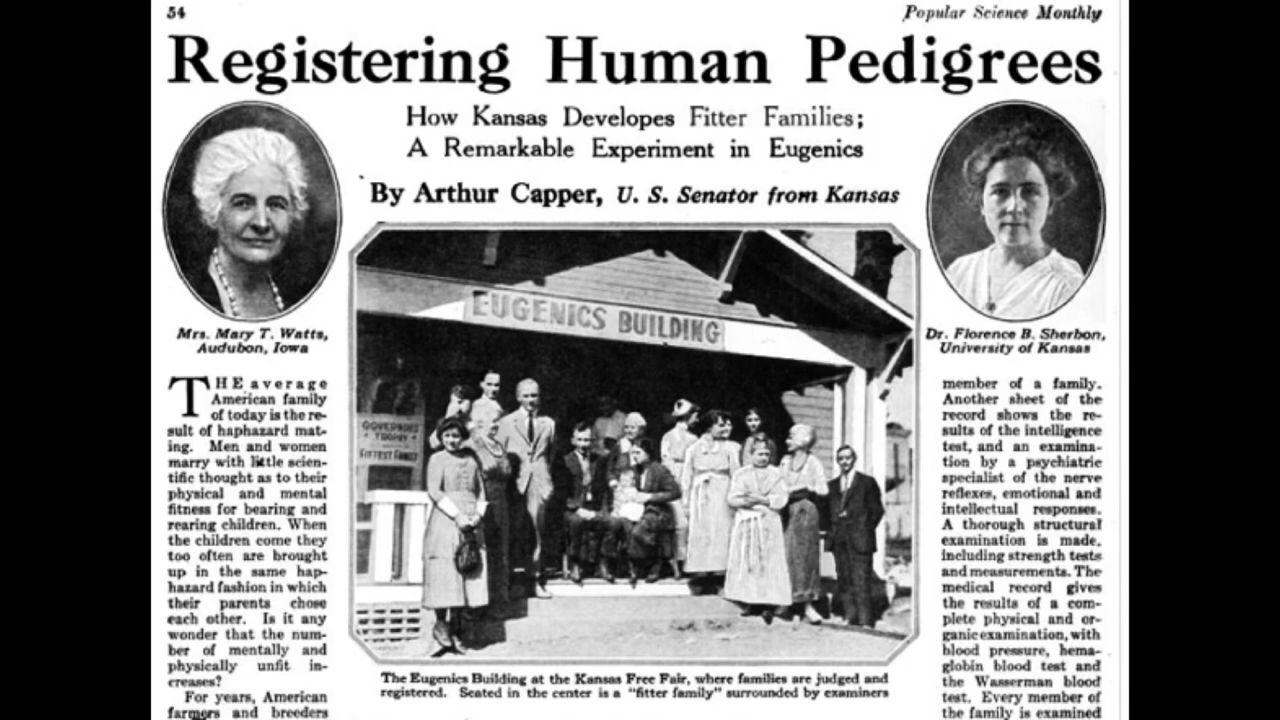 54
Popular Science Monthly
Registering Human Pedigrees
How Kansas Developes Fitter Families;
A Remarkable Experiment in Eugenics
By Arthur Capper, U. S. Senator from Kansas
Mrs. Mary T. Watts,
Audubon, Iowa
EUGENICS BUILDING
GOVERNORS
TROPHY
FITTEST FAMILY
Dr. Florence B. Sherbon,
University of Kansas
THE average
American family
of today is the re-
sult of haphazard mat-
ing. Men and women
marry with little scien-
tific thought as to their
physical and mental
fitness for bearing and
rearing children. When
the children come they
too often are brought
up in the same hap-
hazard fashion in which
their parents chose
each other. Is it any
wonder that the num-
ber of mentally and
physically unfit in-
creases?
For years, American
farmers and breeders
The Eugenics Building at the Kansas Free Fair, where families are judged and
registered. Seated in the center is a "fitter family" surrounded by examiners
member of a family.
Another sheet of the
record shows the re-
sults of the intelligence
test, and an examina-
tion by a psychiatric
specialist of the nerve
reflexes, emotional and
intellectual responses.
A thorough structural
examination is made,
including strength tests
and measurements. The
medical record gives
the results of a com-
plete physical and or-
ganic examination, with
blood pressure, hema-
globin blood test and
the Wasserman blood
test. Every member of
the family is examined